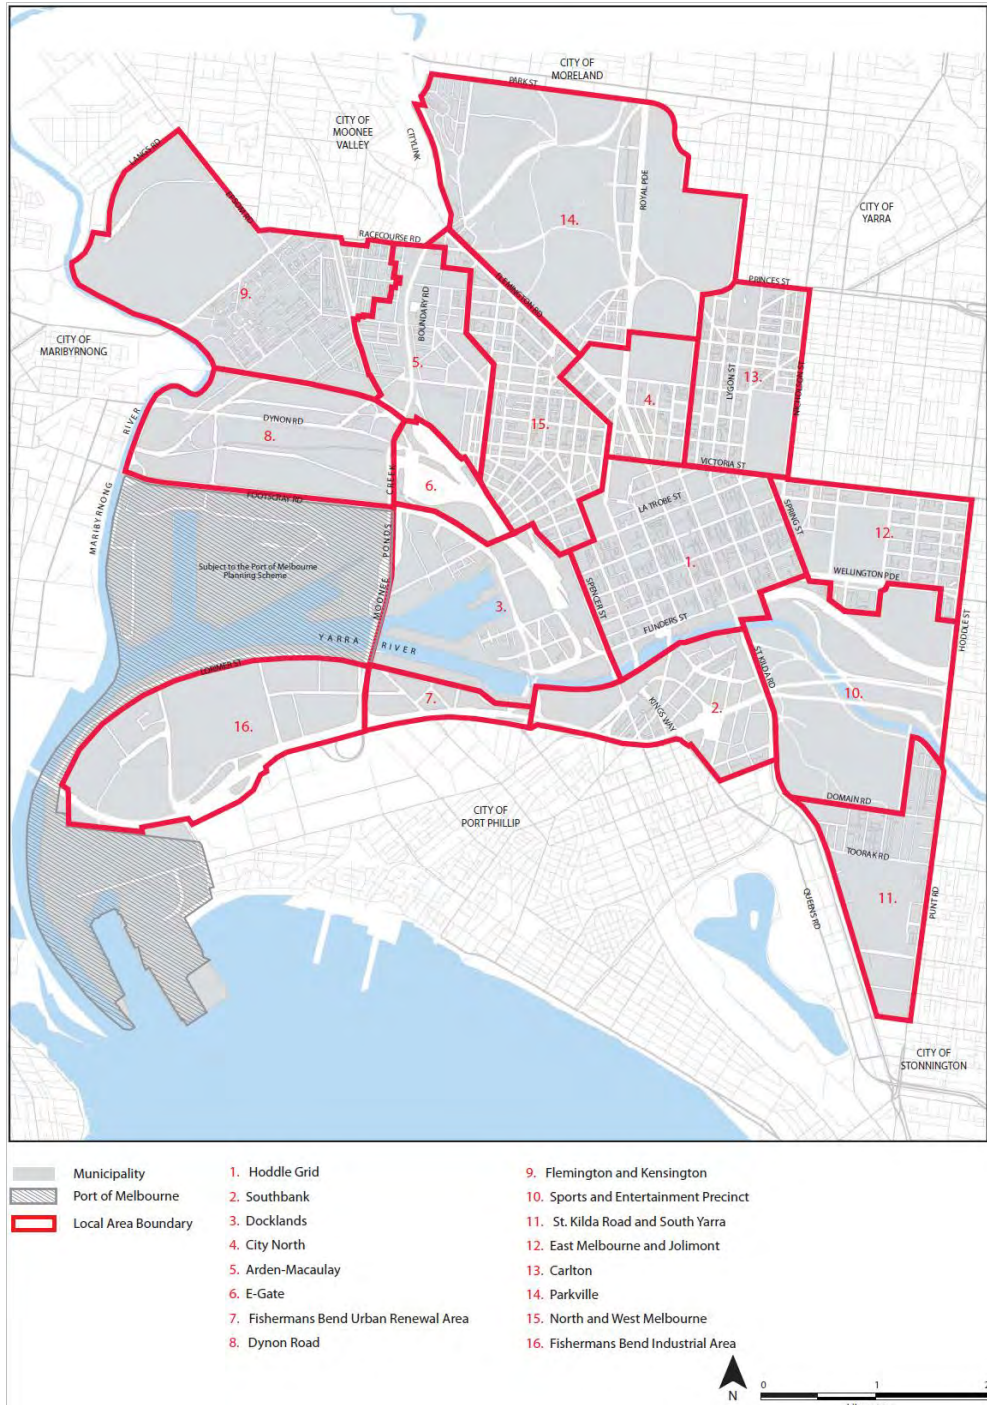 CITY OF
MORELAND
PARK ST
CITY OF
MOONEE
VALLEY
CITYLINK
LANGS RD
EPSOM RD
ROYAL PDE
CITY OF
YARRA
14.
RACECOURSE RD
FLEMINGTON RD
PRINCES ST
9.
BOUNDARY RD
CITY OF
MARIBYRNONG
5.
LYGON ST
13.
NICHOLSON ST
4.
15.
DYNON RD
8.
VICTORIA ST
6.
MARIBYRNONG RIVER
FOOTSCRAY RD
MOONEE PONDS CREEK
LA TROBE ST
SPRING ST
12.
Subject to the Port of Melbourne
Planning Scheme
1.
WELLINGTON PDE
SPENCER ST
3.
FLINDERS ST
HODDLE ST
YARRA RIVER
LORIMER ST
ST KILDA RD
7.
10.
16.
KINGS WAY
2.
DOMAIN RD
CITY OF
PORT PHILLIP
TOORAK RD
QUEENS RD
11.
PUNT RD
CITY OF
STONNINGTON
Municipality
Port of Melbourne
Local Area Boundary
1. Hoddle Grid
2. Southbank
3. Docklands
4. City North
5. Arden-Macaulay
6. E-Gate
7. Fishermans Bend Urban Renewal Area
8. Dynon Road
9. Flemington and Kensington
10. Sports and Entertainment Precinct
11. St. Kilda Road and South Yarra
12. East Melbourne and Jolimont
13. Carlton
14. Parkville
15. North and West Melbourne
16. Fishermans Bend Industrial Area
N
0 1 2